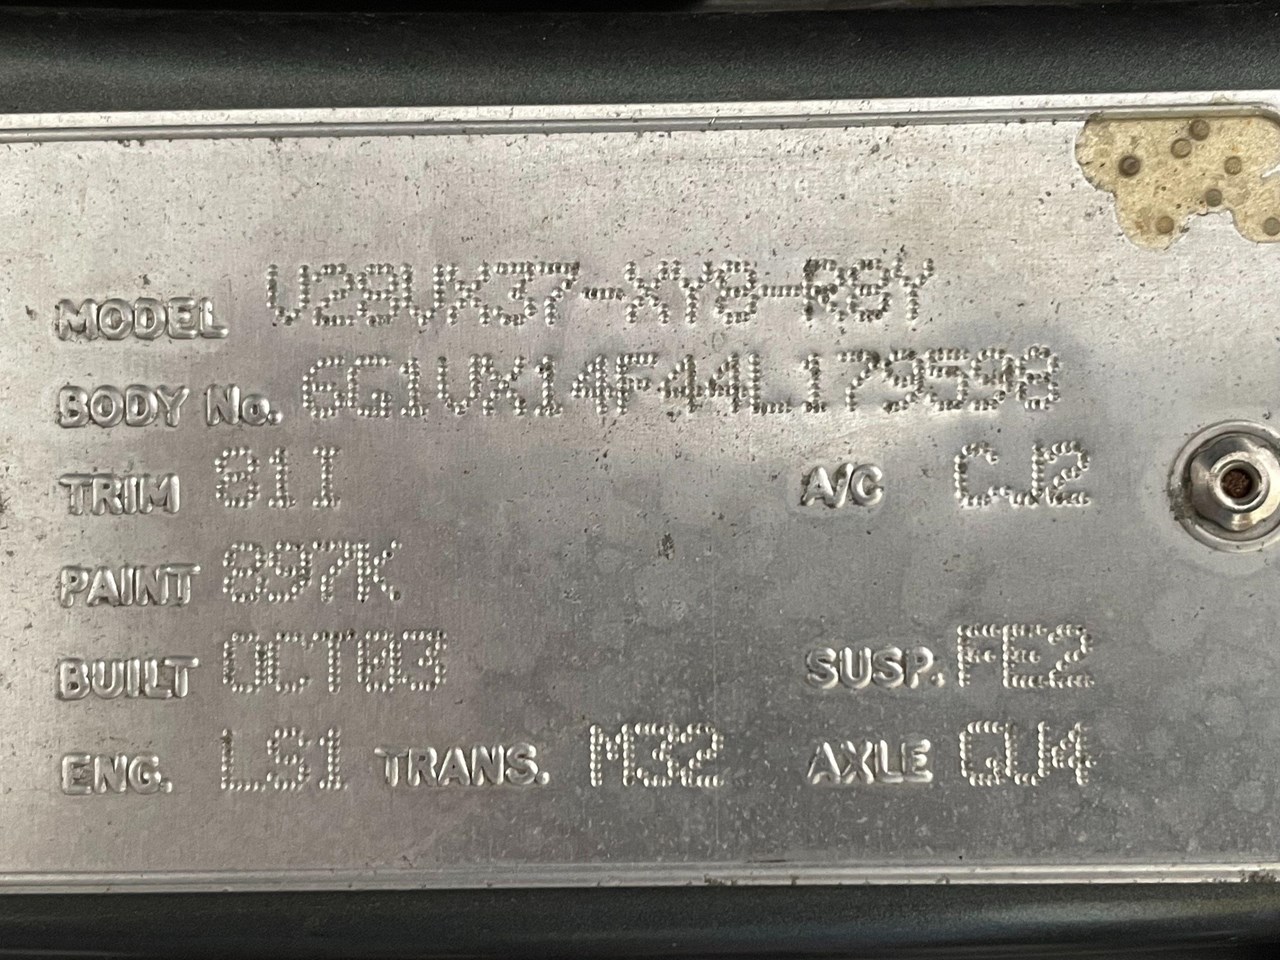 MODEL V28VX37-XY8-R8Y
BODY No. 6G1VX14F44L179598
TRIM 81I A/C CJ2
PAINT 897K
BUILT OCT03 SUSP. FE2
ENG. LS1 TRANS. M32 AXLE GU4